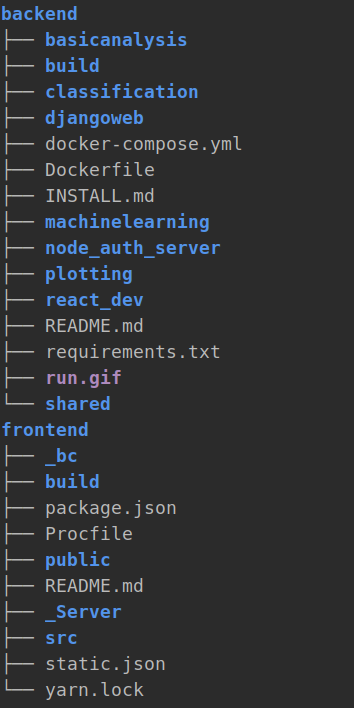 backend
├── basicanalysis
├── build
├── classification
├── djangoweb
├── docker-compose.yml
├── Dockerfile
├── INSTALL.md
├── machinelearning
├── node_auth_server
├── plotting
├── react_dev
├── README.md
├── requirements.txt
├── run.gif
└── shared
frontend
├── _bc
├── build
├── package.json
├── Procfile
├── public
├── README.md
├── _Server
├── src
├── static.json
└── yarn.lock